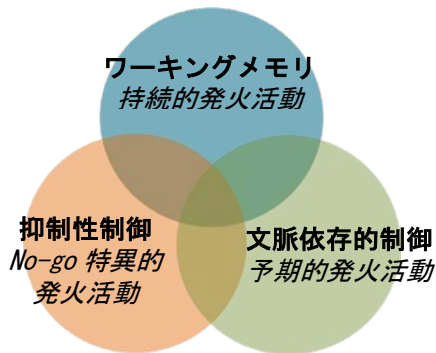 ワーキングメモリ
持続的発火活動
抑制性制御
No-go 特異的
発火活動
文脈依存的制御
予期的発火活動